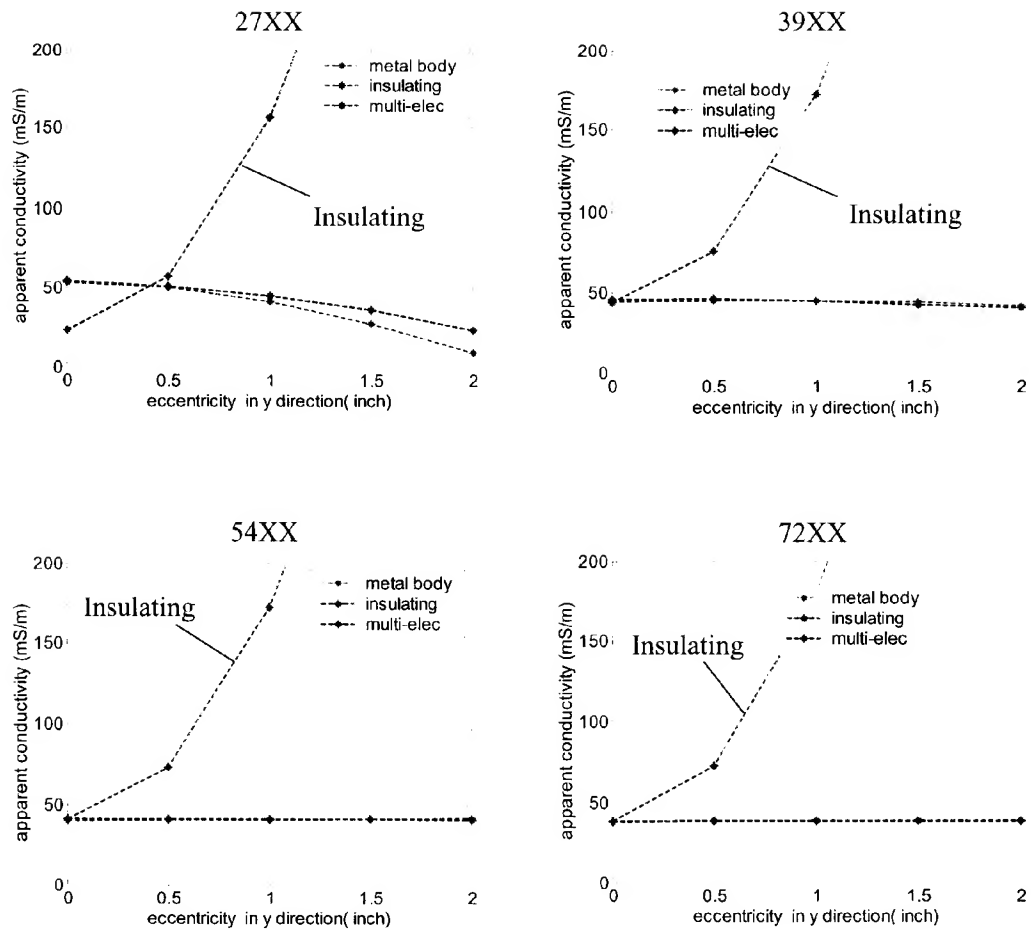 27XX
200
150
100
50
0
0 0.5 1 1.5 2
apparent conductivity (mS/m)
eccentricity in y direction( inch)
metal body
insulating
multi-elec
Insulating
39XX
200
150
100
50
0
0 0.5 1 1.5 2
apparent conductivity (mS/m)
eccentricity in y direction( inch)
metal body
insulating
multi-elec
Insulating
54XX
200
150
100
50
0
0 0.5 1 1.5 2
apparent conductivity (mS/m)
eccentricity in y direction( inch)
metal body
insulating
multi-elec
Insulating
72XX
200
150
100
50
0
0 0.5 1 1.5 2
apparent conductivity (mS/m)
eccentricity in y direction( inch)
metal body
insulating
multi-elec
Insulating